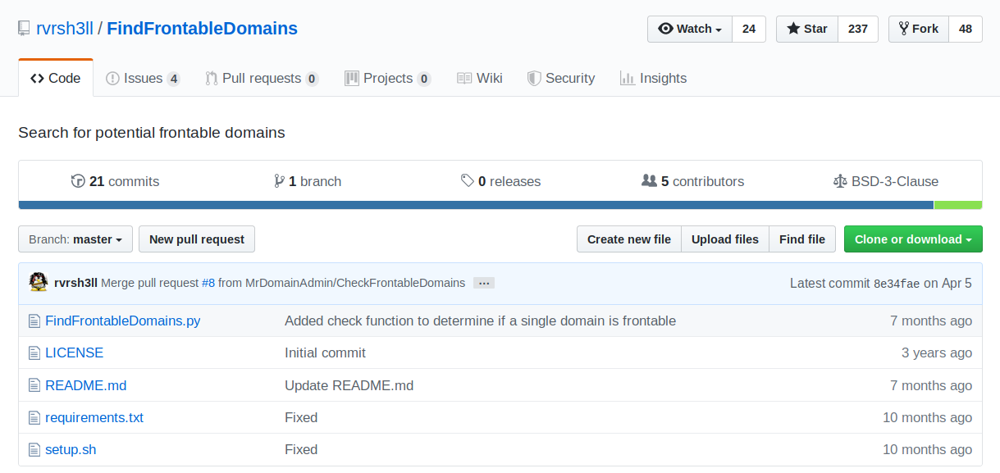 rvrsh3ll / FindFrontableDomains
Watch 24 Star 237 Fork 48
Code Issues 4 Pull requests 0 Projects 0 Wiki Security Insights
Search for potential frontable domains
21 commits 1 branch 0 releases 5 contributors BSD-3-Clause
Branch: master New pull request Create new file Upload files Find file Clone or download
rvrsh3ll Merge pull request #8 from MrDomainAdmin/CheckFrontableDomains ... Latest commit 8e34fae on Apr 5
FindFrontableDomains.py Added check function to determine if a single domain is frontable 7 months ago
LICENSE Initial commit 3 years ago
README.md Update README.md 7 months ago
requirements.txt Fixed 10 months ago
setup.sh Fixed 10 months ago